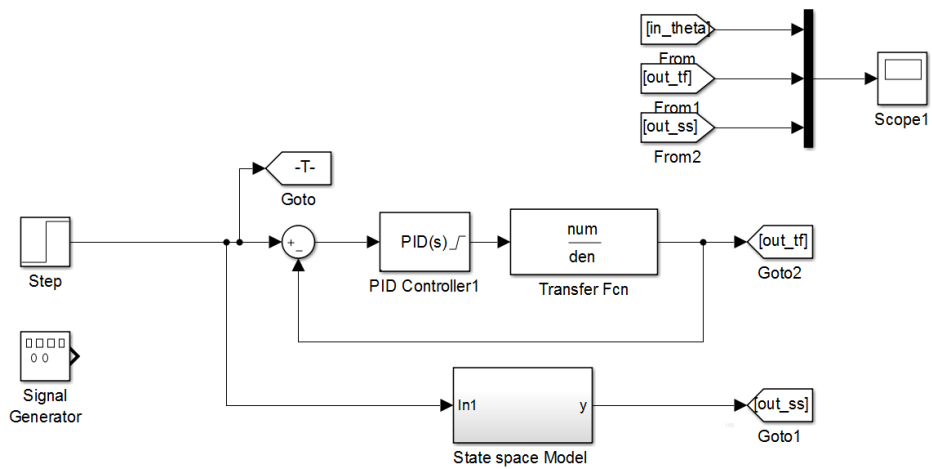 [in_theta]
From
[out_tf]
From1
[out_ss]
From2
Scope1
-T-
Goto
Step
+
−
PID(s)
PID Controller1
num
den
Transfer Fcn
[out_tf]
Goto2
Signal
Generator
In1
y
State space Model
[out_ss]
Goto1